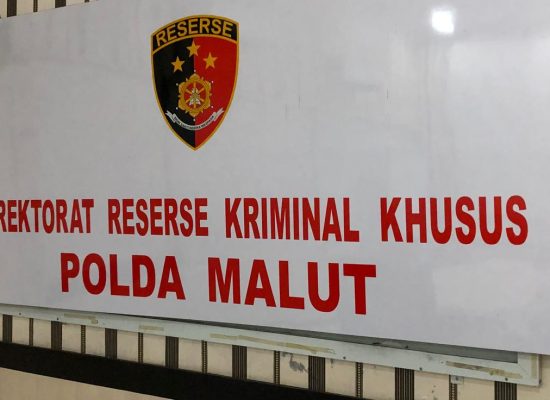 RESERSE
REKTORAT RESERSE KRIMINAL KHUSUS
POLDA MALUT